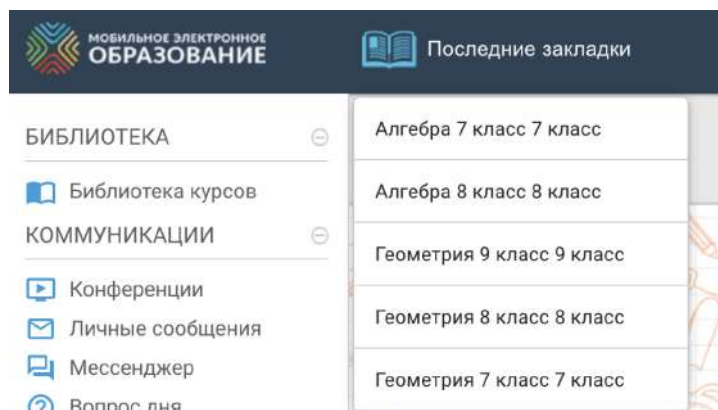 МОБИЛЬНОЕ ЭЛЕКТРОННОЕ
ОБРАЗОВАНИЕ
Последние закладки
БИБЛИОТЕКА
Библиотека курсов
КОММУНИКАЦИИ
Конференции
Личные сообщения
Мессенджер
Вопрос дня
Алгебра 7 класс 7 класс
Алгебра 8 класс 8 класс
Геометрия 9 класс 9 класс
Геометрия 8 класс 8 класс
Геометрия 7 класс 7 класс